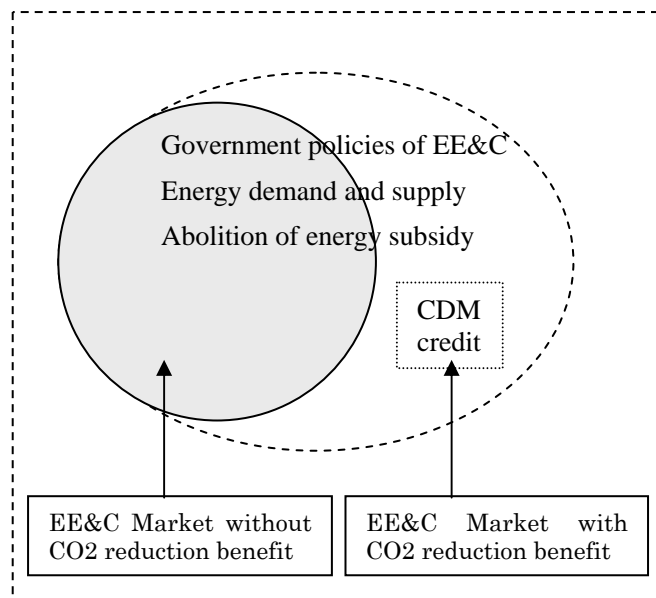 Government policies of EE&C
Energy demand and supply
Abolition of energy subsidy
CDM
credit
EE&C Market without
CO2 reduction benefit
EE&C Market with
CO2 reduction benefit